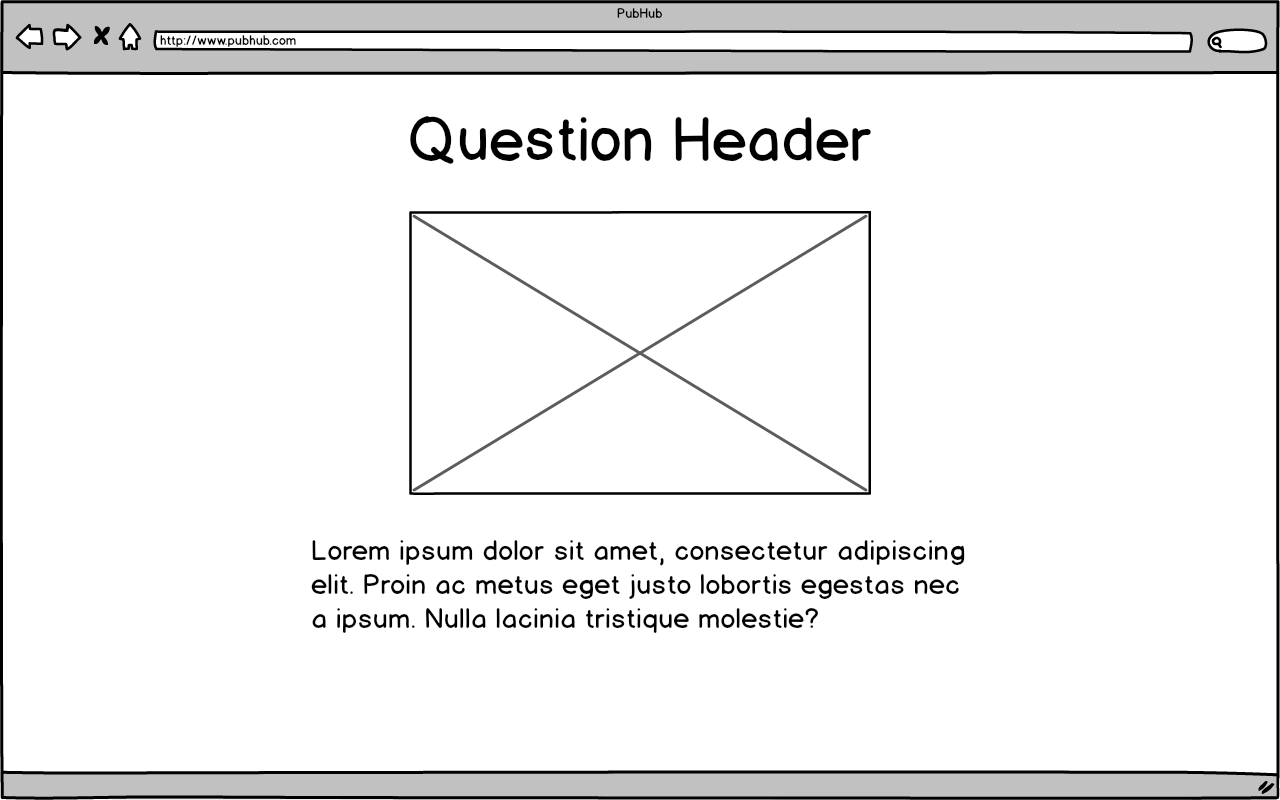 PubHub
http://www.pubhub.com
Question Header
Lorem ipsum dolor sit amet, consectetur adipiscing
elit. Proin ac metus eget justo lobortis egestas nec
a ipsum. Nulla lacinia tristique molestie?